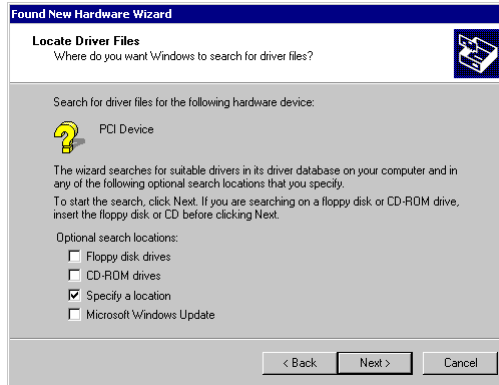 Found New Hardware Wizard
Locate Driver Files
Where do you want Windows to search for driver files?
Search for driver files for the following hardware device:
PCI Device
The wizard searches for suitable drivers in its driver database on your computer and in
any of the following optional search locations that you specify.
To start the search, click Next. If you are searching on a floppy disk or CD-ROM drive,
insert the floppy disk or CD before clicking Next.
Optional search locations:
Floppy disk drives
CD-ROM drives
Specify a location
Microsoft Windows Update
< Back
Next >
Cancel